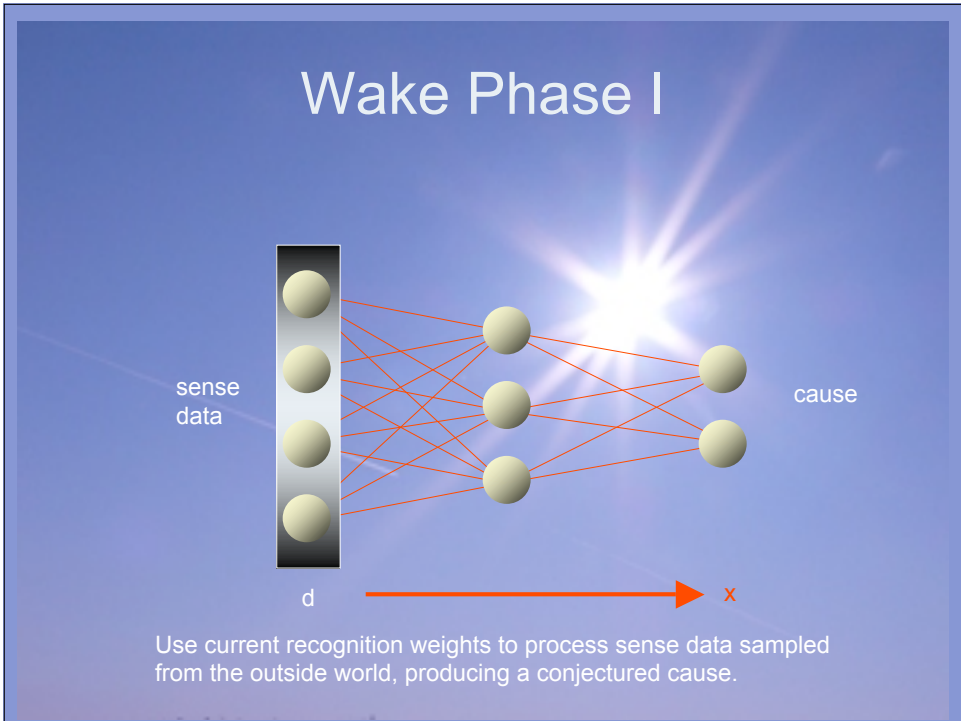 Wake Phase I
sense
data
cause
d
x
Use current recognition weights to process sense data sampled
from the outside world, producing a conjectured cause.